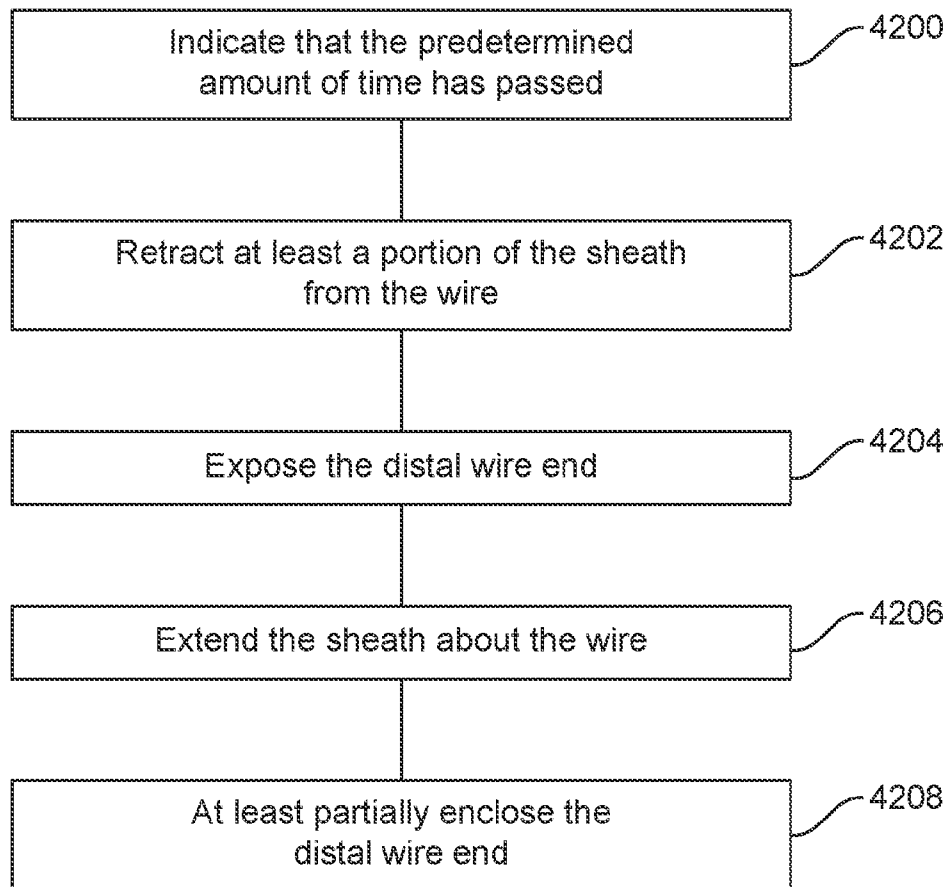 Indicate that the predetermined
amount of time has passed
4200
Retract at least a portion of the sheath
from the wire
4202
Expose the distal wire end
4204
Extend the sheath about the wire
4206
At least partially enclose the
distal wire end
4208